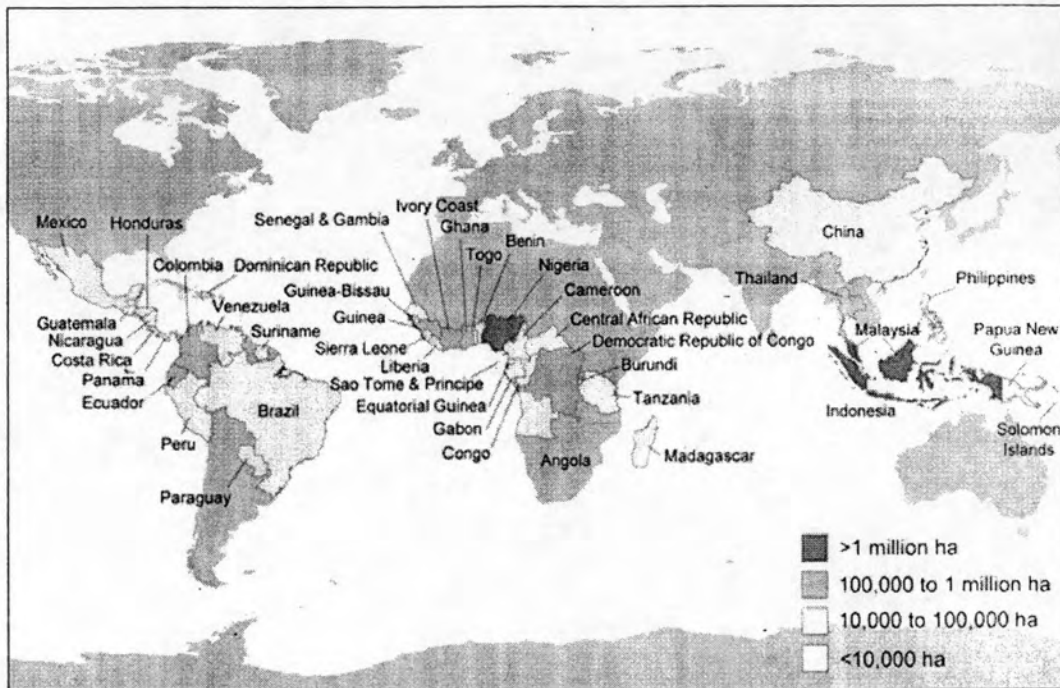 Mexico
Honduras
Colombia
Dominican Republic
Venezuela
Suriname
Guatemala
Nicaragua
Costa Rica
Panama
Ecuador
Peru
Brazil
Paraguay
Senegal & Gambia
Ivory Coast
Ghana
Togo
Benin
Nigeria
Cameroon
Guinea-Bissau
Guinea
Sierra Leone
Liberia
Sao Tome & Principe
Equatorial Guinea
Gabon
Congo
Central African Republic
Democratic Republic of Congo
Burundi
Tanzania
Angola
Madagascar
China
Thailand
Philippines
Malaysia
Papua New
Guinea
Indonesia
Solomon
Islands
>1 million ha
100,000 to 1 million ha
10,000 to 100,000 ha
<10,000 ha